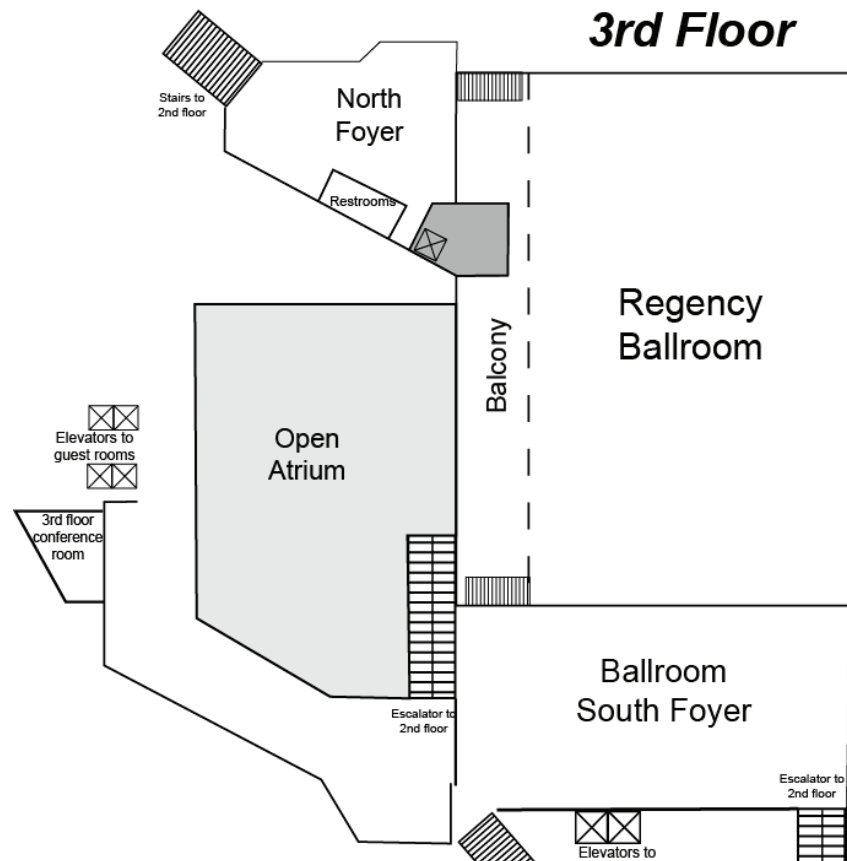 3rd Floor
Stairs to
2nd floor
North
Foyer
Restrooms
Regency
Ballroom
Balcony
Open
Atrium
Elevators to
guest rooms
3rd floor
conference
room
Ballroom
South Foyer
Escalator to
2nd floor
Escalator to
2nd floor
Elevators to